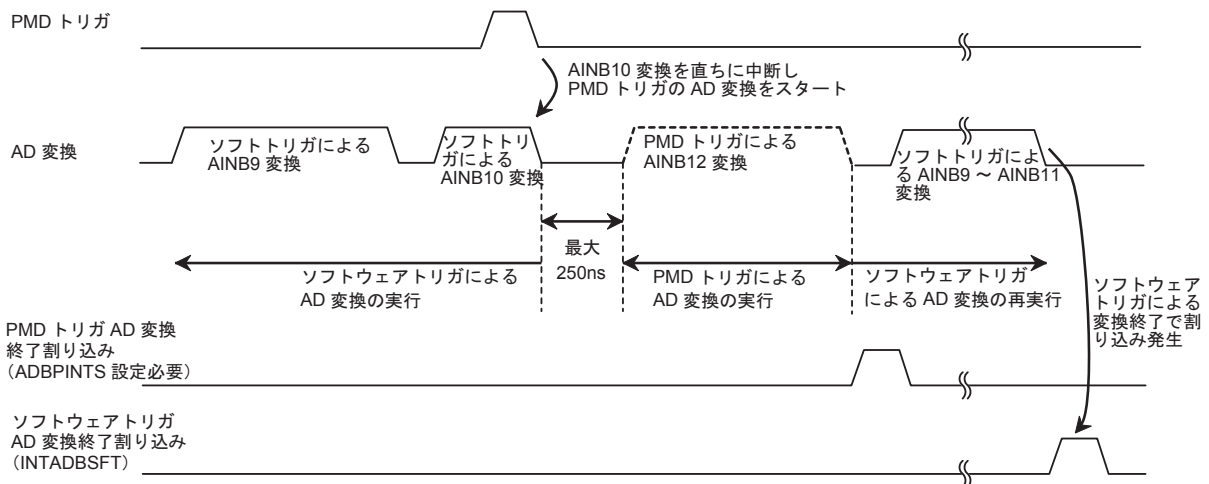 PMD トリガ
AINB10 変換を直ちに中断し
PMD トリガの AD 変換をスタート
AD 変換
ソフトトリガによる
AINB9 変換
ソフトトリ
ガによる
AINB10 変換
PMD トリガによる
AINB12 変換
ソフトトリガによ
る AINB9 ～ AINB11
変換
最大
250ns
ソフトウェアトリガによる
AD 変換の実行
PMD トリガによる
AD 変換の実行
ソフトウェアトリガ
による AD 変換の再実行
ソフトウェア
トリガによる
変換終了で割
り込み発生
PMD トリガ AD 変換
終了割り込み
（ADBPINTS 設定必要）
ソフトウェアトリガ
AD 変換終了割り込み
（INTADBSFT）